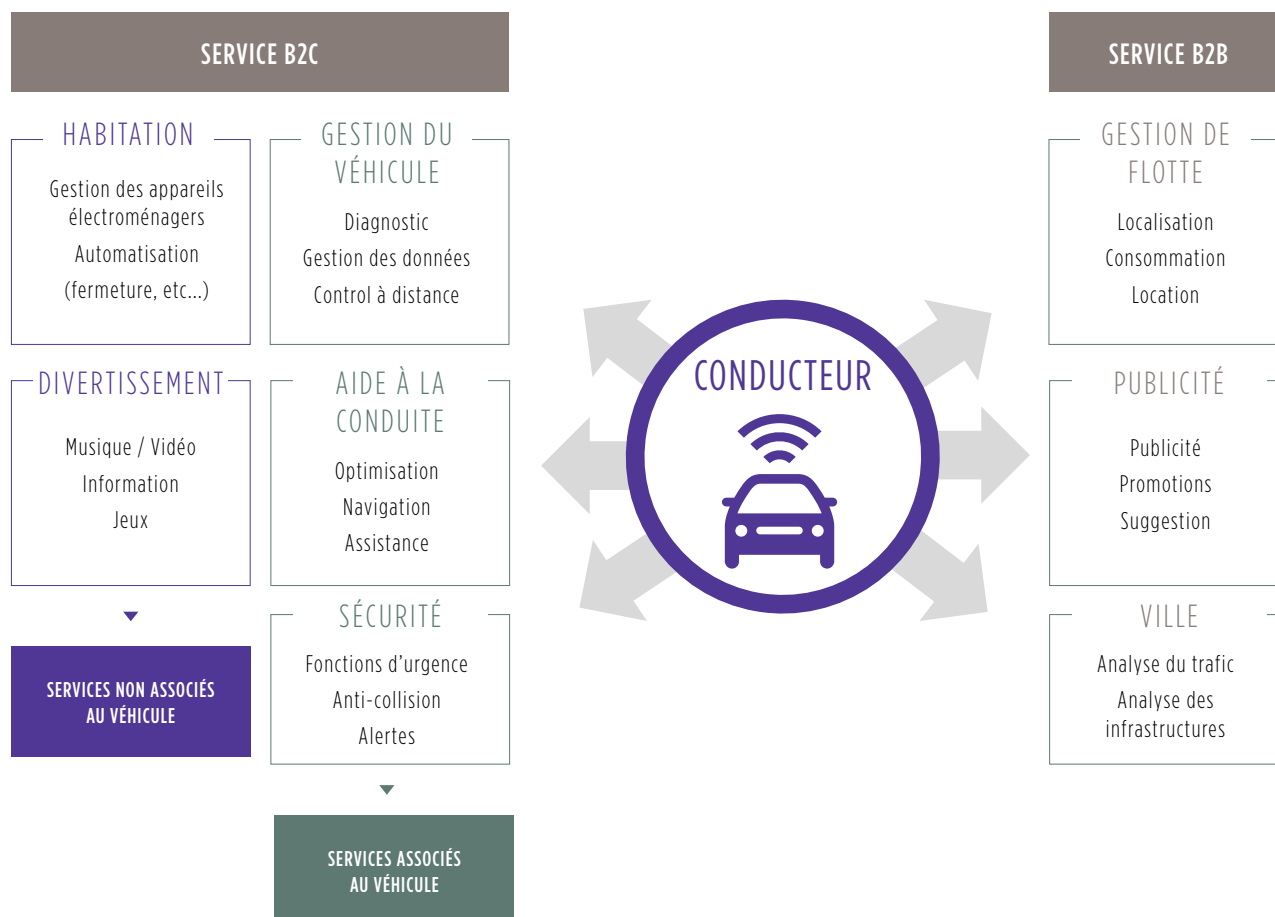 SERVICE B2C
HABITATION
Gestion des appareils
électroménagers
Automatisation
(fermeture, etc...)
GESTION DU
VÉHICULE
Diagnostic
Gestion des données
Control à distance
DIVERTISSEMENT
Musique / Vidéo
Information
Jeux
AIDE À LA
CONDUITE
Optimisation
Navigation
Assistance
SERVICES NON ASSOCIÉS
AU VÉHICULE
SÉCURITÉ
Fonctions d'urgence
Anti-collision
Alertes
SERVICES ASSOCIÉS
AU VÉHICULE
CONDUCTEUR
SERVICE B2B
GESTION DE
FLOTTE
Localisation
Consommation
Location
PUBLICITÉ
Publicité
Promotions
Suggestion
VILLE
Analyse du trafic
Analyse des
infrastructures